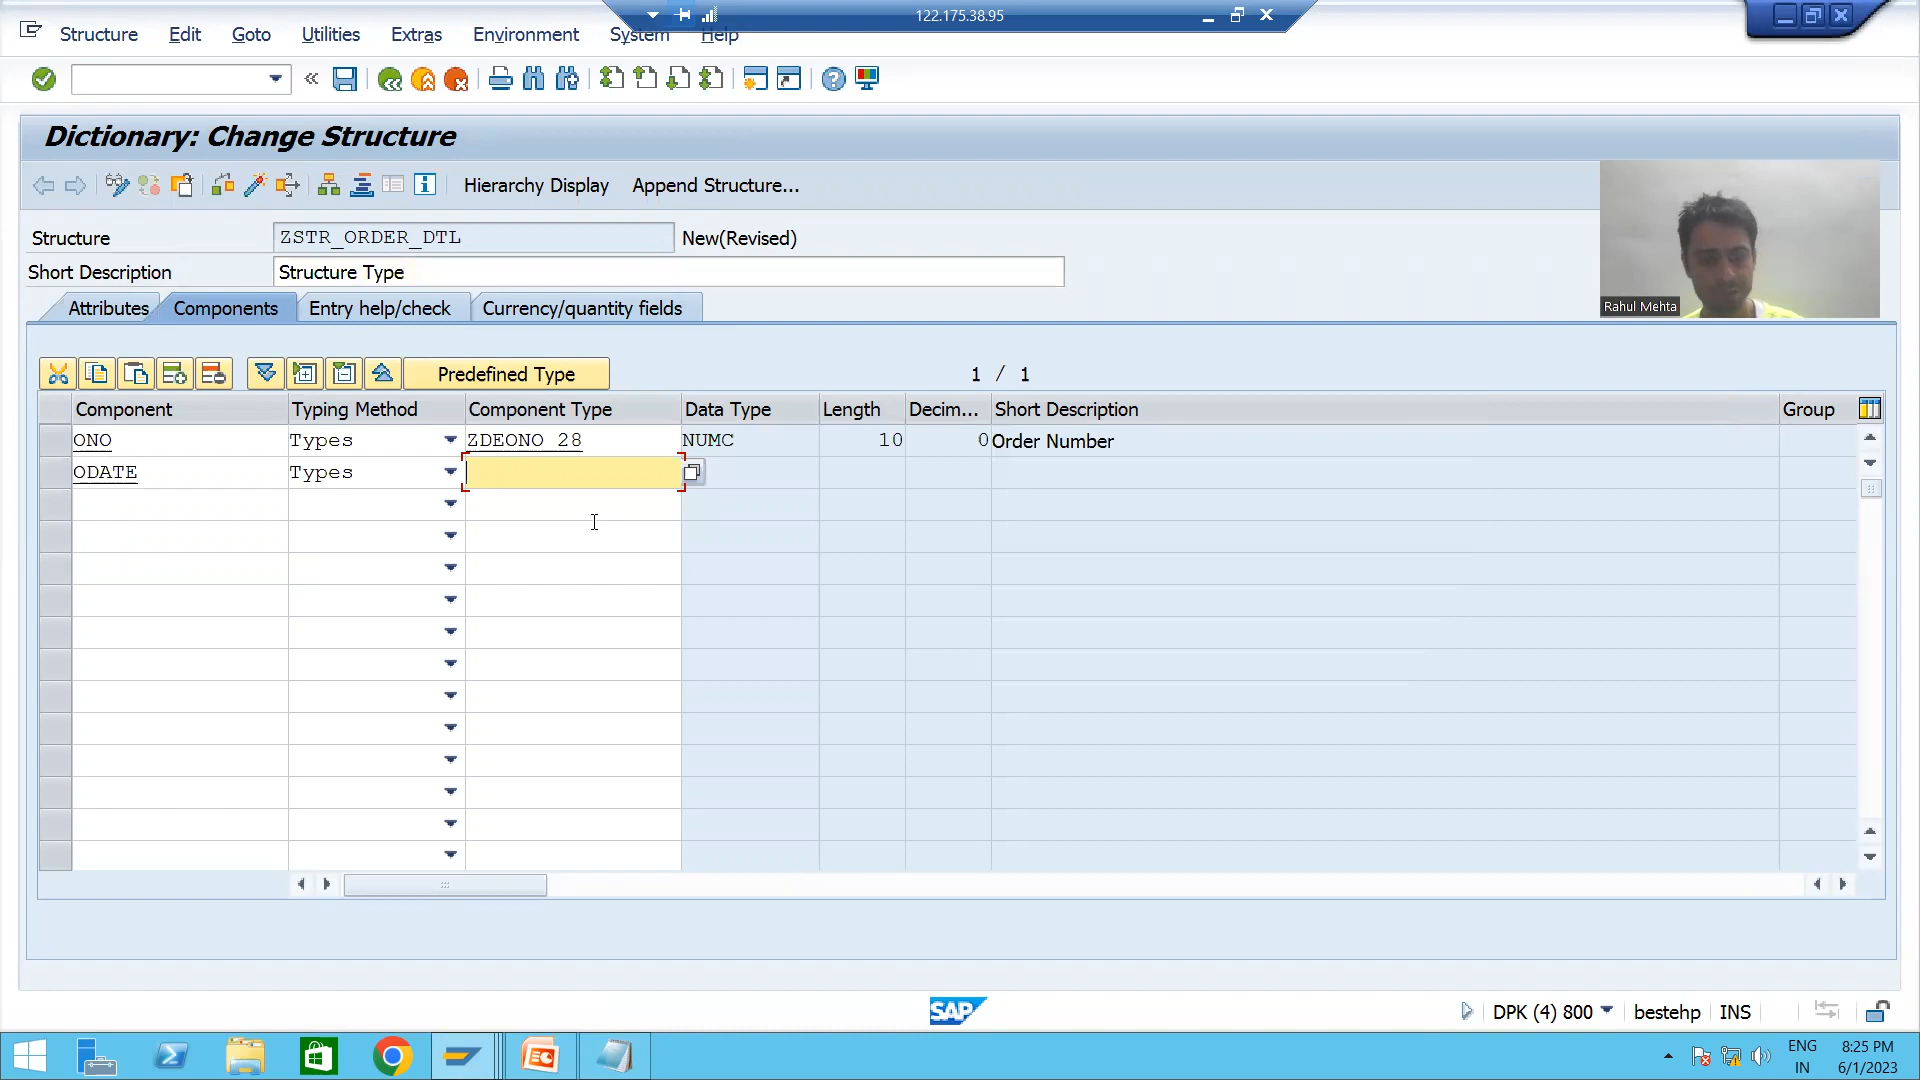 122.175.38.95
Structure Edit Goto Utilities Extras Environment System Help
Dictionary: Change Structure
Hierarchy Display Append Structure...
Structure ZSTR_ORDER_DTL New(Revised)
Short Description Structure Type
Rahul Mehta
Attributes Components Entry help/check Currency/quantity fields
Predefined Type 1 / 1
Component Typing Method Component Type Data Type Length Decim... Short Description Group
ONO Types ZDEONO_28 NUMC 10 0 Order Number
ODATE Types
SAP DPK (4) 800 bestehp INS
ENG 8:25 PM
IN 6/1/2023